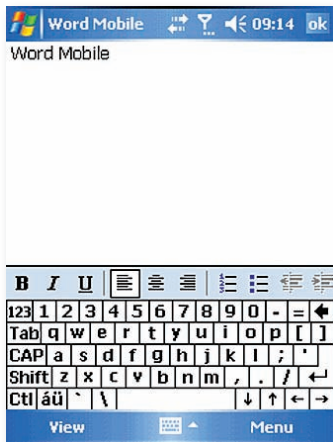 Word Mobile 09:14 ok
Word Mobile
B I U
123 1 2 3 4 5 6 7 8 9 0 - =
Tab q w e r t y u i o p [ ]
CAP a s d f g h j k l ; '
Shift z x c v b n m , . /
Ctl áü ` \
View Menu